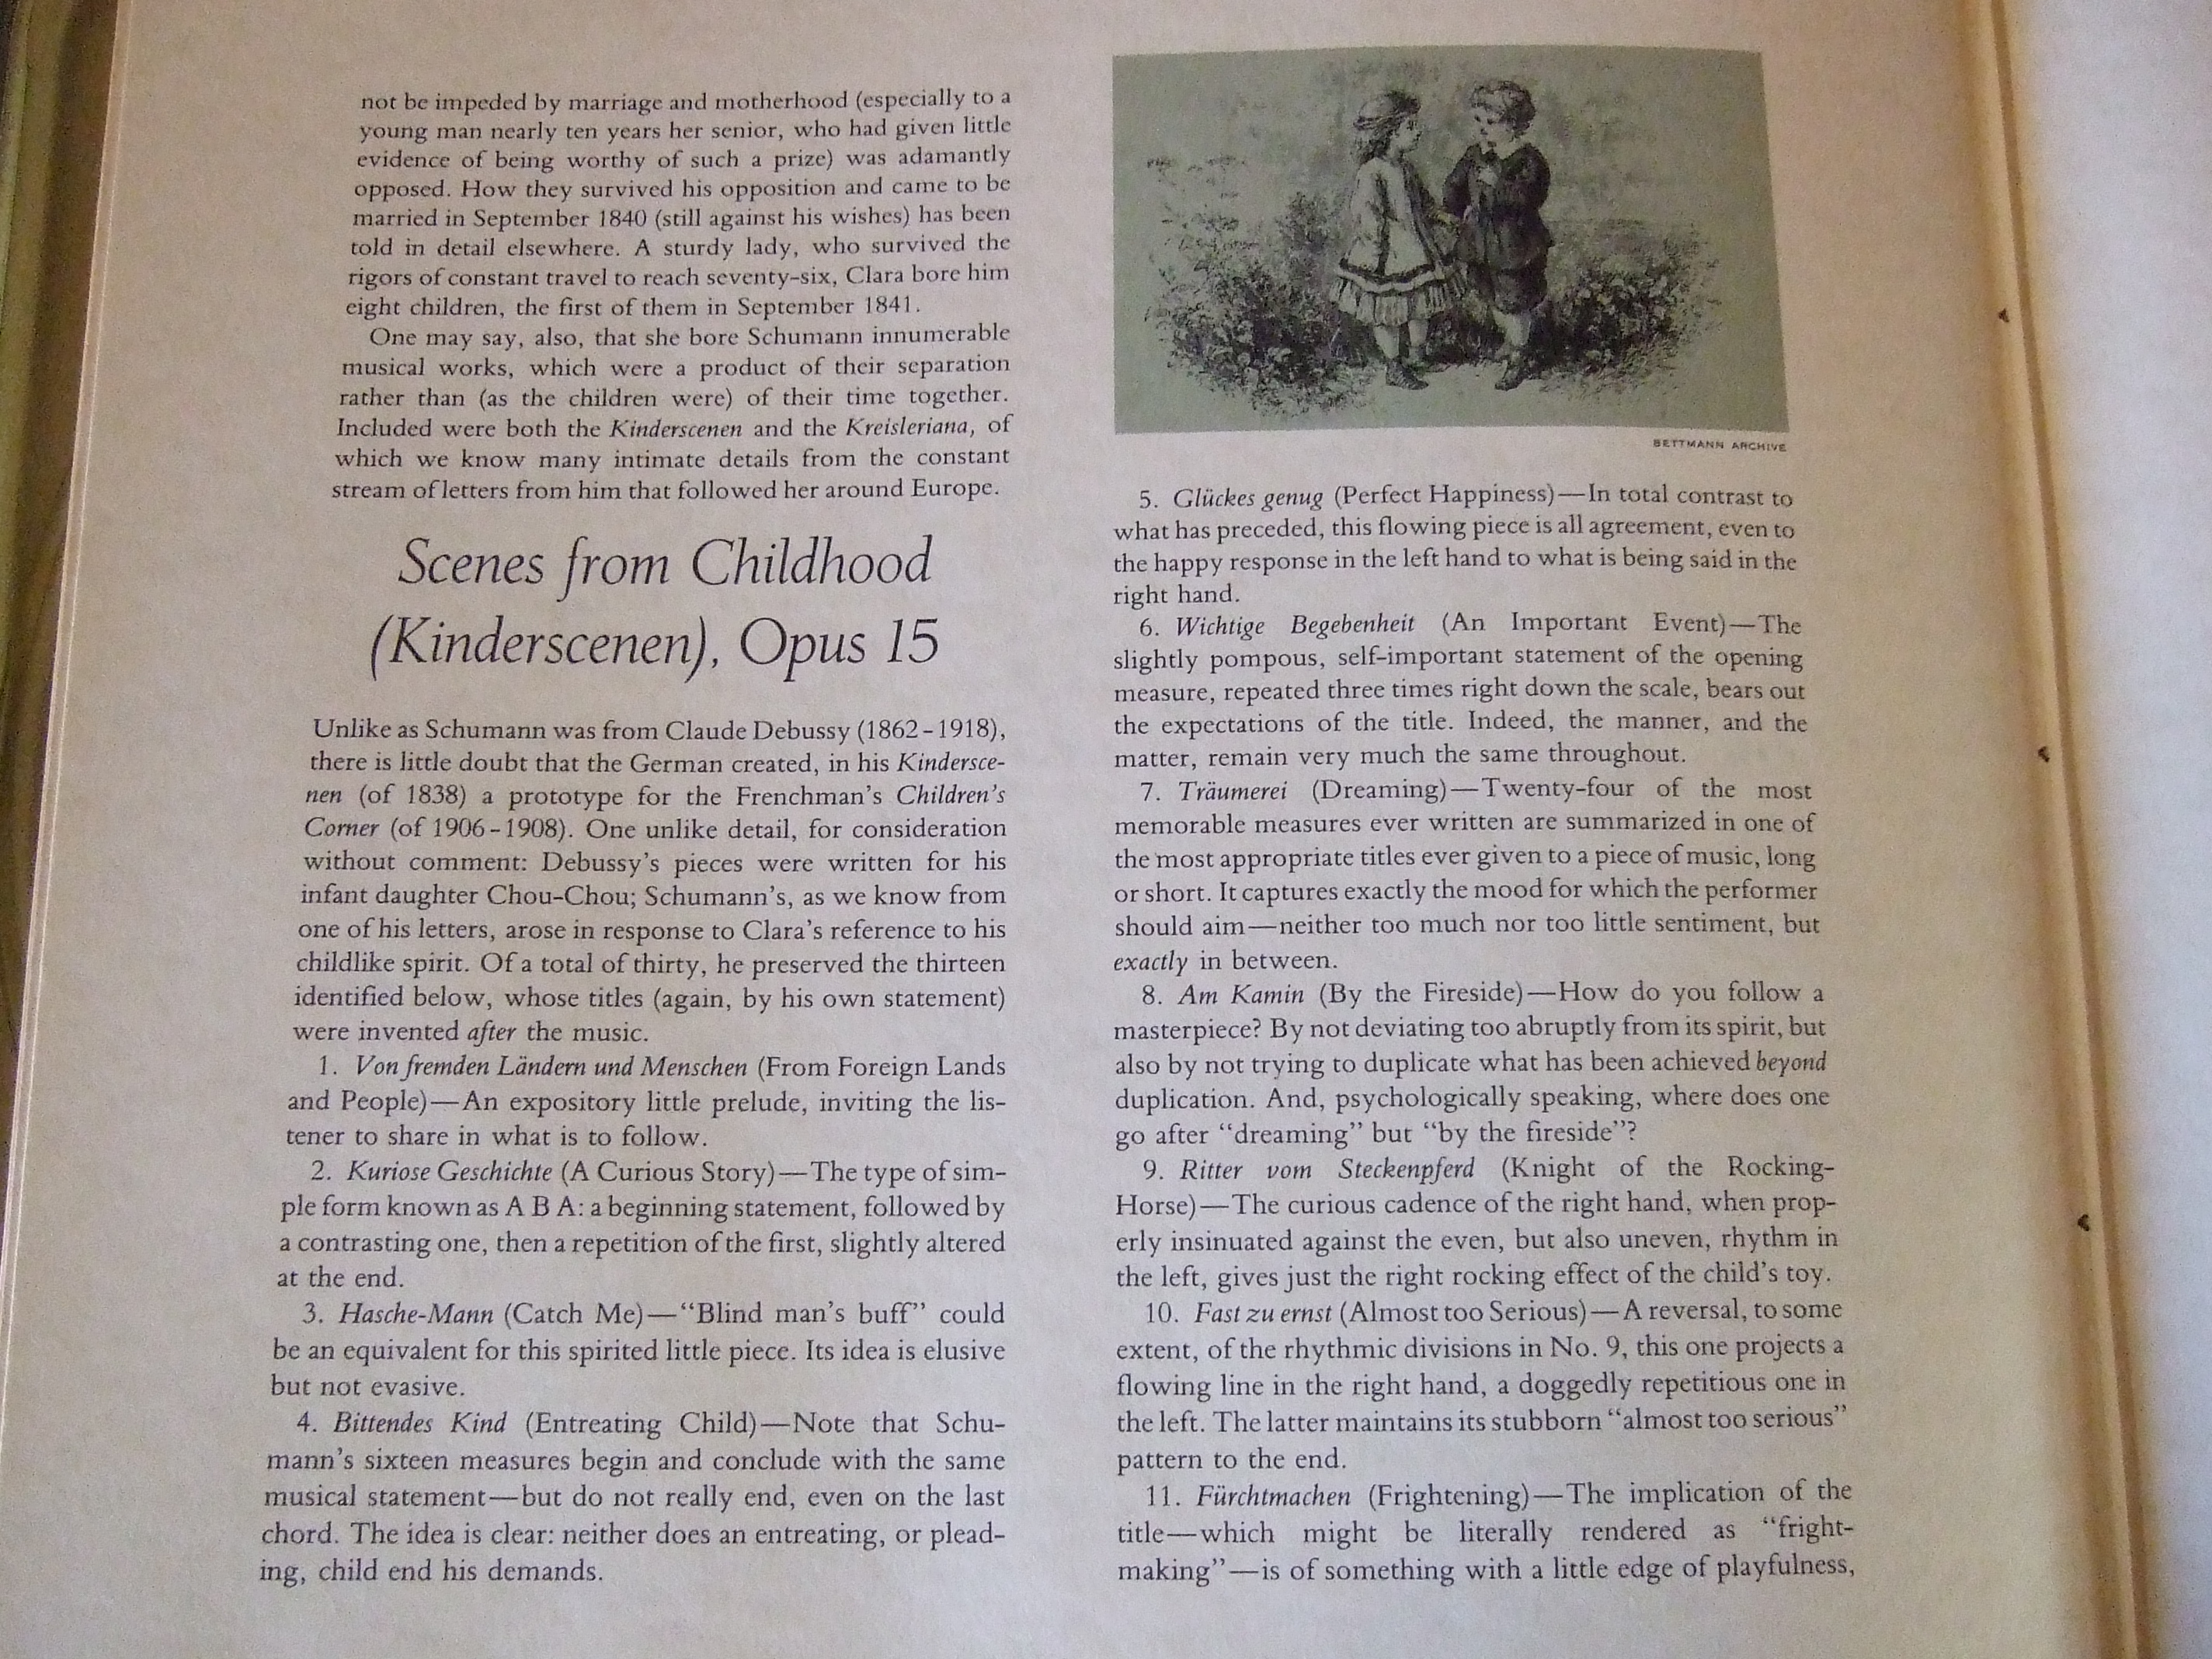 not be impeded by marriage and motherhood (especially to a
young man nearly ten years her senior, who had given little
evidence of being worthy of such a prize) was adamantly
opposed. How they survived his opposition and came to be
married in September 1840 (still against his wishes) has been
told in detail elsewhere. A sturdy lady, who survived the
rigors of constant travel to reach seventy-six, Clara bore him
eight children, the first of them in September 1841.
One may say, also, that she bore Schumann innumerable
musical works, which were a product of their separation
rather than (as the children were) of their time together.
Included were both the Kinderscenen and the Kreisleriana, of
which we know many intimate details from the constant
stream of letters from him that followed her around Europe.
Scenes from Childhood
(Kinderscenen), Opus 15
Unlike as Schumann was from Claude Debussy (1862–1918),
there is little doubt that the German created, in his Kindersce-
nen (of 1838) a prototype for the Frenchman's Children's
Corner (of 1906–1908). One unlike detail, for consideration
without comment: Debussy's pieces were written for his
infant daughter Chou-Chou; Schumann's, as we know from
one of his letters, arose in response to Clara's reference to his
childlike spirit. Of a total of thirty, he preserved the thirteen
identified below, whose titles (again, by his own statement)
were invented after the music.
1. Von fremden Ländern und Menschen (From Foreign Lands
and People)—An expository little prelude, inviting the lis-
tener to share in what is to follow.
2. Kuriose Geschichte (A Curious Story)—The type of sim-
ple form known as A B A: a beginning statement, followed by
a contrasting one, then a repetition of the first, slightly altered
at the end.
3. Hasche-Mann (Catch Me)—“Blind man's buff” could
be an equivalent for this spirited little piece. Its idea is elusive
but not evasive.
4. Bittendes Kind (Entreating Child)—Note that Schu-
mann's sixteen measures begin and conclude with the same
musical statement—but do not really end, even on the last
chord. The idea is clear: neither does an entreating, or plead-
ing, child end his demands.
BETTMANN ARCHIVE
5. Glückes genug (Perfect Happiness)—In total contrast to
what has preceded, this flowing piece is all agreement, even to
the happy response in the left hand to what is being said in the
right hand.
6. Wichtige Begebenheit (An Important Event)—The
slightly pompous, self-important statement of the opening
measure, repeated three times right down the scale, bears out
the expectations of the title. Indeed, the manner, and the
matter, remain very much the same throughout.
7. Träumerei (Dreaming)—Twenty-four of the most
memorable measures ever written are summarized in one of
the most appropriate titles ever given to a piece of music, long
or short. It captures exactly the mood for which the performer
should aim—neither too much nor too little sentiment, but
exactly in between.
8. Am Kamin (By the Fireside)—How do you follow a
masterpiece? By not deviating too abruptly from its spirit, but
also by not trying to duplicate what has been achieved beyond
duplication. And, psychologically speaking, where does one
go after “dreaming” but “by the fireside”?
9. Ritter vom Steckenpferd (Knight of the Rocking-
Horse)—The curious cadence of the right hand, when prop-
erly insinuated against the even, but also uneven, rhythm in
the left, gives just the right rocking effect of the child's toy.
10. Fast zu ernst (Almost too Serious)—A reversal, to some
extent, of the rhythmic divisions in No. 9, this one projects a
flowing line in the right hand, a doggedly repetitious one in
the left. The latter maintains its stubborn “almost too serious”
pattern to the end.
11. Fürchtmachen (Frightening)—The implication of the
title—which might be literally rendered as “fright-
making”—is of something with a little edge of playfulness,